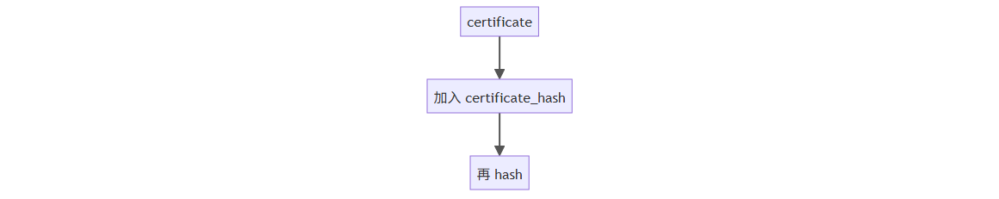 certificate
加入 certificate_hash
再 hash